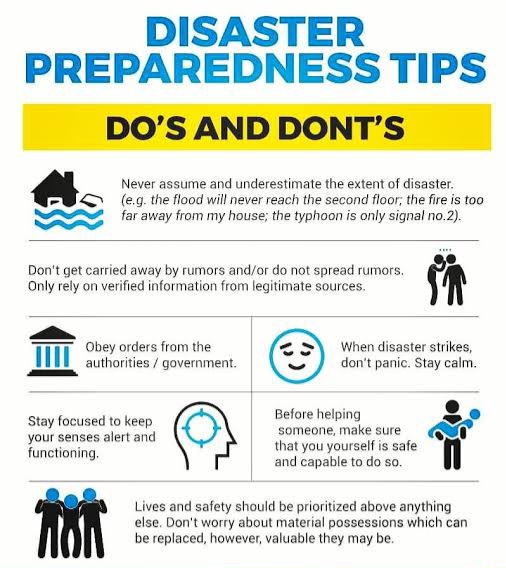 DISASTER
PREPAREDNESS TIPS
DO'S AND DONT'S
Never assume and underestimate the extent of disaster.
(e.g. the flood will never reach the second floor; the fire is too
far away from my house; the typhoon is only signal no.2).
Don't get carried away by rumors and/or do not spread rumors.
Only rely on verified information from legitimate sources.
Obey orders from the
authorities / government.
When disaster strikes,
don't panic. Stay calm.
Stay focused to keep
your senses alert and
functioning.
Before helping
someone, make sure
that you yourself is safe
and capable to do so.
Lives and safety should be prioritized above anything
else. Don't worry about material possessions which can
be replaced, however, valuable they may be.